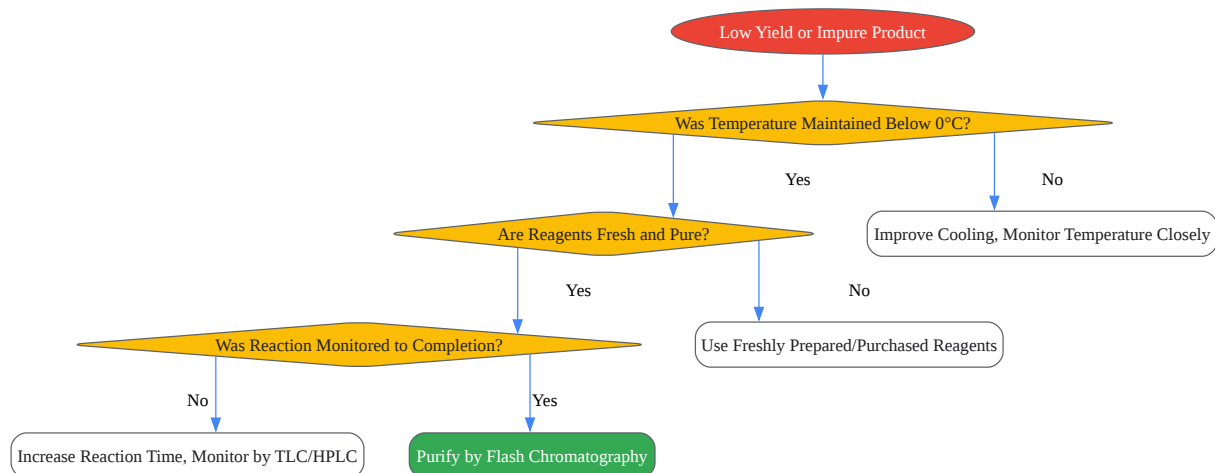 Low Yield or Impure Product
Was Temperature Maintained Below 0°C?
Yes
No
Are Reagents Fresh and Pure?
Improve Cooling, Monitor Temperature Closely
Yes
No
Was Reaction Monitored to Completion?
Use Freshly Prepared/Purchased Reagents
No
Yes
Increase Reaction Time, Monitor by TLC/HPLC
Purify by Flash Chromatography